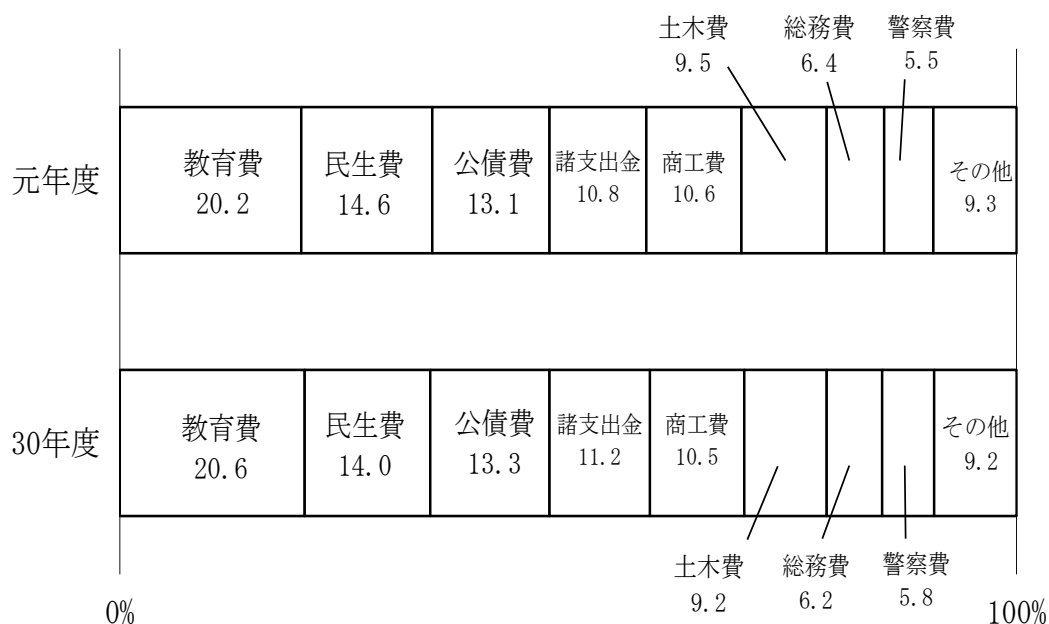 土木費 総務費 警察費
9.5 6.4 5.5
元年度
教育費 民生費 公債費 諸支出金 商工費 その他
20.2 14.6 13.1 10.8 10.6 9.3
30年度
教育費 民生費 公債費 諸支出金 商工費 その他
20.6 14.0 13.3 11.2 10.5 9.2
土木費 総務費 警察費
9.2 6.2 5.8
0% 100%